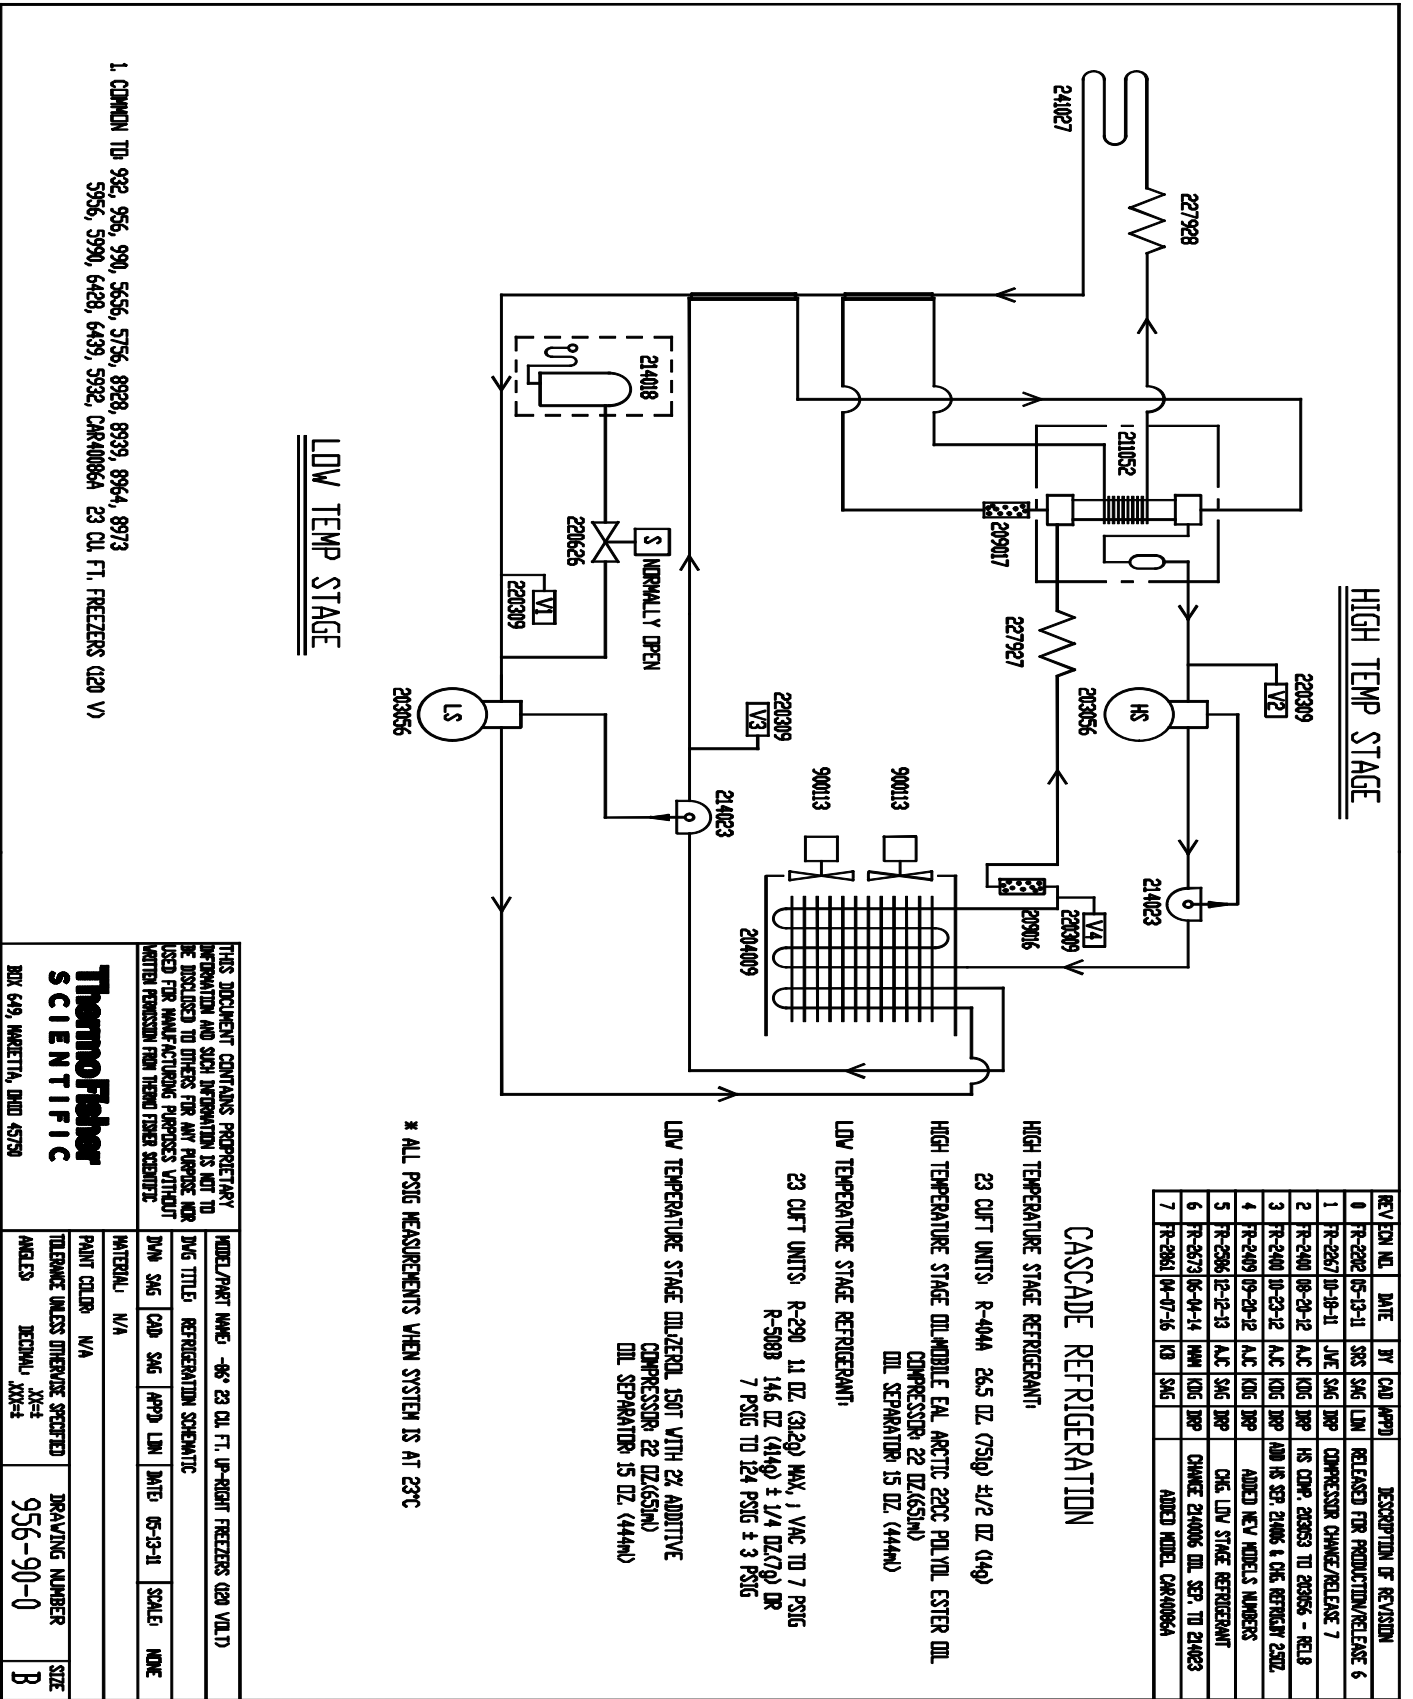 HIGH TEMP STAGE
LOW TEMP STAGE
241027
227928
211052
209017
227927
220309
V2
HS
203056
214023
V4
220309
209016
900113
900113
204009
220309
V3
214023
214018
S NORMALLY OPEN
220626
V1
220309
LS
203056
1. COMMON TO: 932, 956, 990, 5656, 5756, 8928, 8939, 8964, 8973
5956, 5990, 6428, 6439, 5932, CAR40086A 23 CU. FT. FREEZERS (120 V)
REV ECN NO. DATE BY CAD APPD DESCRIPTION OF REVISION
0 FR-2202 05-13-11 SRS SAG LDN RELEASED FOR PRODUCTION/RELEASE 6
1 FR-2267 10-18-11 JVE SAG DRP COMPRESSOR CHANGE/RELEASE 7
2 FR-2400 08-20-12 AJC KDG DRP HS COMP. 203053 TO 203056 - REL8
3 FR-2400 10-23-12 AJC KDG DRP ADD HS SEP. 214006 & CHG REFRIG.BY 2.5OZ
4 FR-2409 09-20-12 AJC KDG DRP ADDED NEW MODELS NUMBERS
5 FR-2586 12-12-13 AJC SAG DRP CHG. LOW STAGE REFRIGERANT
6 FR-2673 06-04-14 MAM KDG DRP CHANGE 2140006 OIL SEP. TO 214023
7 FR-2861 04-07-16 KB SAG ADDED MODEL CAR40086A
CASCADE REFRIGERATION
HIGH TEMPERATURE STAGE REFRIGERANT:
23 CUFT UNITS: R-404A 26.5 OZ. (751g) ±1/2 OZ (14g)
HIGH TEMPERATURE STAGE OIL:MOBILE EAL ARCTIC 22CC POLYOL ESTER OIL
COMPRESSOR: 22 OZ.(651ml)
OIL SEPARATOR: 15 OZ. (444ml)
LOW TEMPERATURE STAGE REFRIGERANT:
23 CUFT UNITS: R-290 1.1 OZ. (31.2g) MAX, ; VAC TO 7 PSIG
R-508B 14.6 OZ (414g) ± 1/4 OZ.(7g) OR
7 PSIG TO 124 PSIG ± 3 PSIG
LOW TEMPERATURE STAGE OIL:ZEROL 150T WITH 2% ADDITIVE
COMPRESSOR: 22 OZ.(651ml)
OIL SEPARATOR: 15 OZ. (444ml)
* ALL PSIG MEASUREMENTS WHEN SYSTEM IS AT 23°C
THIS DOCUMENT CONTAINS PROPRIETARY
INFORMATION AND SUCH INFORMATION IS NOT TO
BE DISCLOSED TO OTHERS FOR ANY PURPOSE NOR
USED FOR MANUFACTURING PURPOSES WITHOUT
WRITTEN PERMISSION FROM THERMO FISHER SCIENTIFIC.
ThermoFisher
SCIENTIFIC
BOX 649, MARIETTA, OHIO 45750
MODEL/PART NAME: -86° 23 CU. FT. UP-RIGHT FREEZERS (120 VOLT)
DWG TITLE: REFRIGERATION SCHEMATIC
DWN: SAG CAD: SAG APPD: LDN DATE: 05-13-11 SCALE: NONE
MATERIAL: N/A
PAINT COLOR: N/A
TOLERANCE UNLESS OTHERWISE SPECIFIED
ANGLES: DECIMAL: .XX=±
.XXX=±
DRAWING NUMBER
956-90-0
SIZE
B